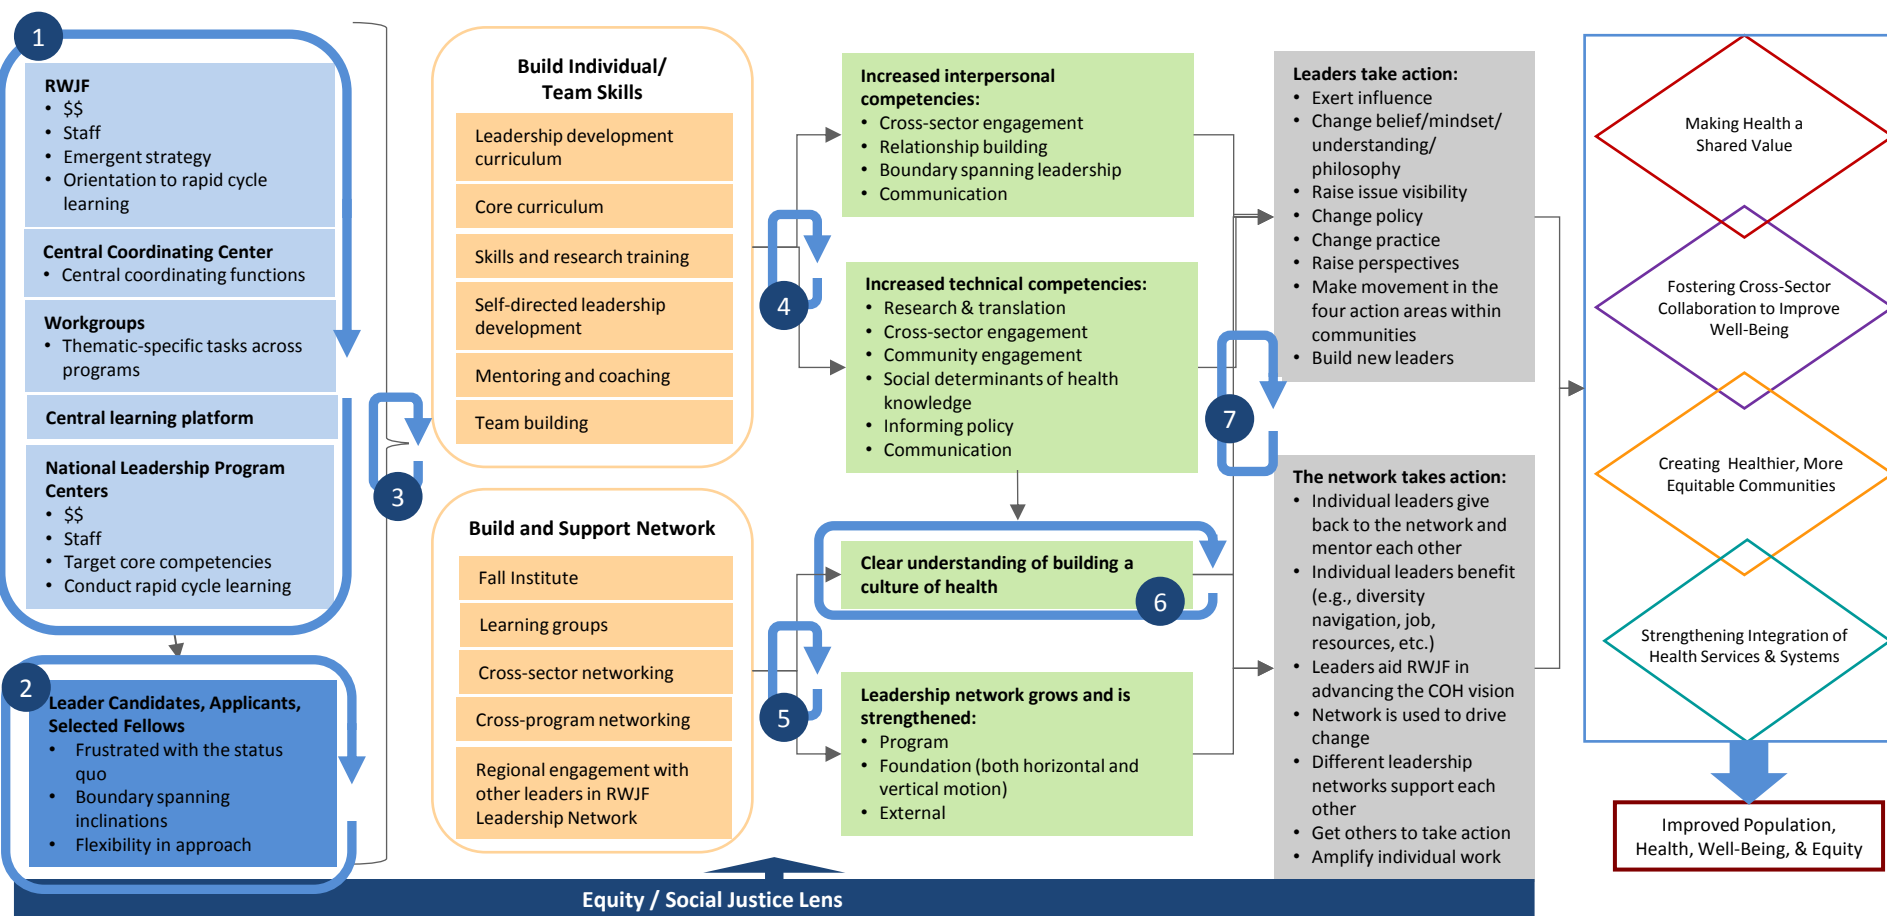 1
RWJF
• $$
• Staff
• Emergent strategy
• Orientation to rapid cycle
learning
Central Coordinating Center
• Central coordinating functions
Workgroups
• Thematic-specific tasks across
programs
Central learning platform
National Leadership Program
Centers
• $$
• Staff
• Target core competencies
• Conduct rapid cycle learning
2
Leader Candidates, Applicants,
Selected Fellows
• Frustrated with the status
quo
• Boundary spanning
inclinations
• Flexibility in approach
3
Build Individual/
Team Skills
Leadership development
curriculum
Core curriculum
Skills and research training
Self-directed leadership
development
Mentoring and coaching
Team building
Build and Support Network
Fall Institute
Learning groups
Cross-sector networking
Cross-program networking
Regional engagement with
other leaders in RWJF
Leadership Network
4
5
Increased interpersonal
competencies:
• Cross-sector engagement
• Relationship building
• Boundary spanning leadership
• Communication
Increased technical competencies:
• Research & translation
• Cross-sector engagement
• Community engagement
• Social determinants of health
knowledge
• Informing policy
• Communication
Clear understanding of building a
culture of health
6
Leadership network grows and is
strengthened:
• Program
• Foundation (both horizontal and
vertical motion)
• External
7
Leaders take action:
• Exert influence
• Change belief/mindset/
understanding/
philosophy
• Raise issue visibility
• Change policy
• Change practice
• Raise perspectives
• Make movement in the
four action areas within
communities
• Build new leaders
The network takes action:
• Individual leaders give
back to the network and
mentor each other
• Individual leaders benefit
(e.g., diversity
navigation, job,
resources, etc.)
• Leaders aid RWJF in
advancing the COH vision
• Network is used to drive
change
• Different leadership
networks support each
other
• Get others to take action
• Amplify individual work
Making Health a
Shared Value
Fostering Cross-Sector
Collaboration to Improve
Well-Being
Creating Healthier, More
Equitable Communities
Strengthening Integration of
Health Services & Systems
Improved Population,
Health, Well-Being, & Equity
Equity / Social Justice Lens